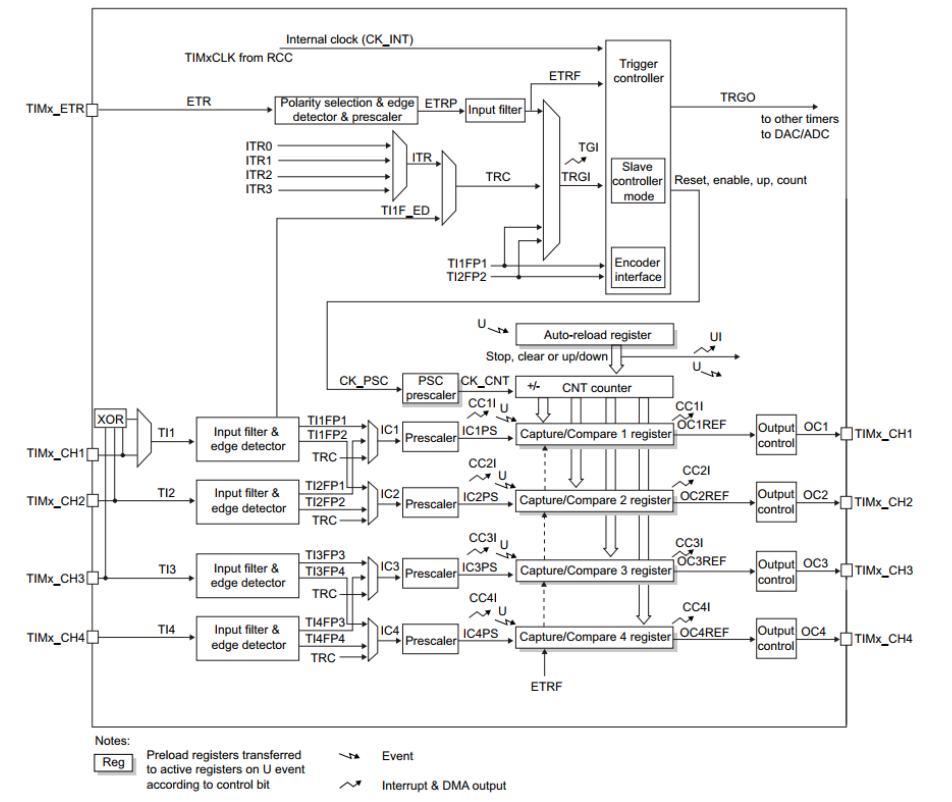 Internal clock (CK_INT)
TIMxCLK from RCC
Trigger
controller
ETRF
TIMx_ETR
ETR
Polarity selection & edge
detector & prescaler
ETRP
Input filter
TRGO
to other timers
to DAC/ADC
ITR0
ITR1
ITR2
ITR3
ITR
TRC
TGI
TRGI
Slave
controller
mode
Reset, enable, up, count
TI1F_ED
TI1FP1
TI2FP2
Encoder
interface
U
Auto-reload register
UI
Stop, clear or up/down
U
CK_PSC
PSC
prescaler
CK_CNT
+/-
CNT counter
XOR
TIMx_CH1
TI1
Input filter &
edge detector
TI1FP1
TI1FP2
TRC
IC1
Prescaler
IC1PS
CC1I
U
Capture/Compare 1 register
CC1I
OC1REF
Output
control
OC1
TIMx_CH1
TIMx_CH2
TI2
Input filter &
edge detector
TI2FP1
TI2FP2
TRC
IC2
Prescaler
IC2PS
CC2I
U
Capture/Compare 2 register
CC2I
OC2REF
Output
control
OC2
TIMx_CH2
TIMx_CH3
TI3
Input filter &
edge detector
TI3FP3
TI3FP4
TRC
IC3
Prescaler
IC3PS
CC3I
U
Capture/Compare 3 register
CC3I
OC3REF
Output
control
OC3
TIMx_CH3
TIMx_CH4
TI4
Input filter &
edge detector
TI4FP3
TI4FP4
TRC
IC4
Prescaler
IC4PS
CC4I
U
Capture/Compare 4 register
CC4I
OC4REF
Output
control
OC4
TIMx_CH4
ETRF
Notes:
Reg
Preload registers transferred
to active registers on U event
according to control bit
Event
Interrupt & DMA output